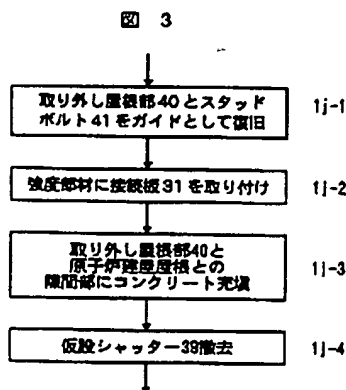 図 3
取り外し屋根部40とスタッド
ボルト41をガイドとして復旧
1j-1
強度部材に接続板31を取り付け
1j-2
取り外し屋根部40と
原子炉建屋屋根との
隙間部にコンクリート充填
1j-3
仮設シャッター39撤去
1j-4